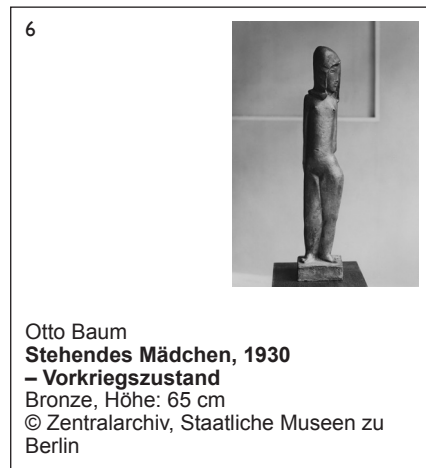 6
Otto Baum
Stehendes Mädchen, 1930
– Vorkriegszustand
Bronze, Höhe: 65 cm
© Zentralarchiv, Staatliche Museen zu
Berlin